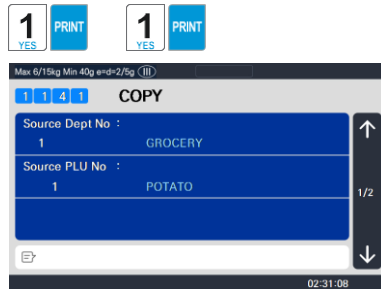 1 YES PRINT 1 YES PRINT
Max 6/15kg Min 40g e=d=2/5g III
1 1 4 1 COPY
Source Dept No :
1 GROCERY
Source PLU No :
1 POTATO
1/2
02:31:08